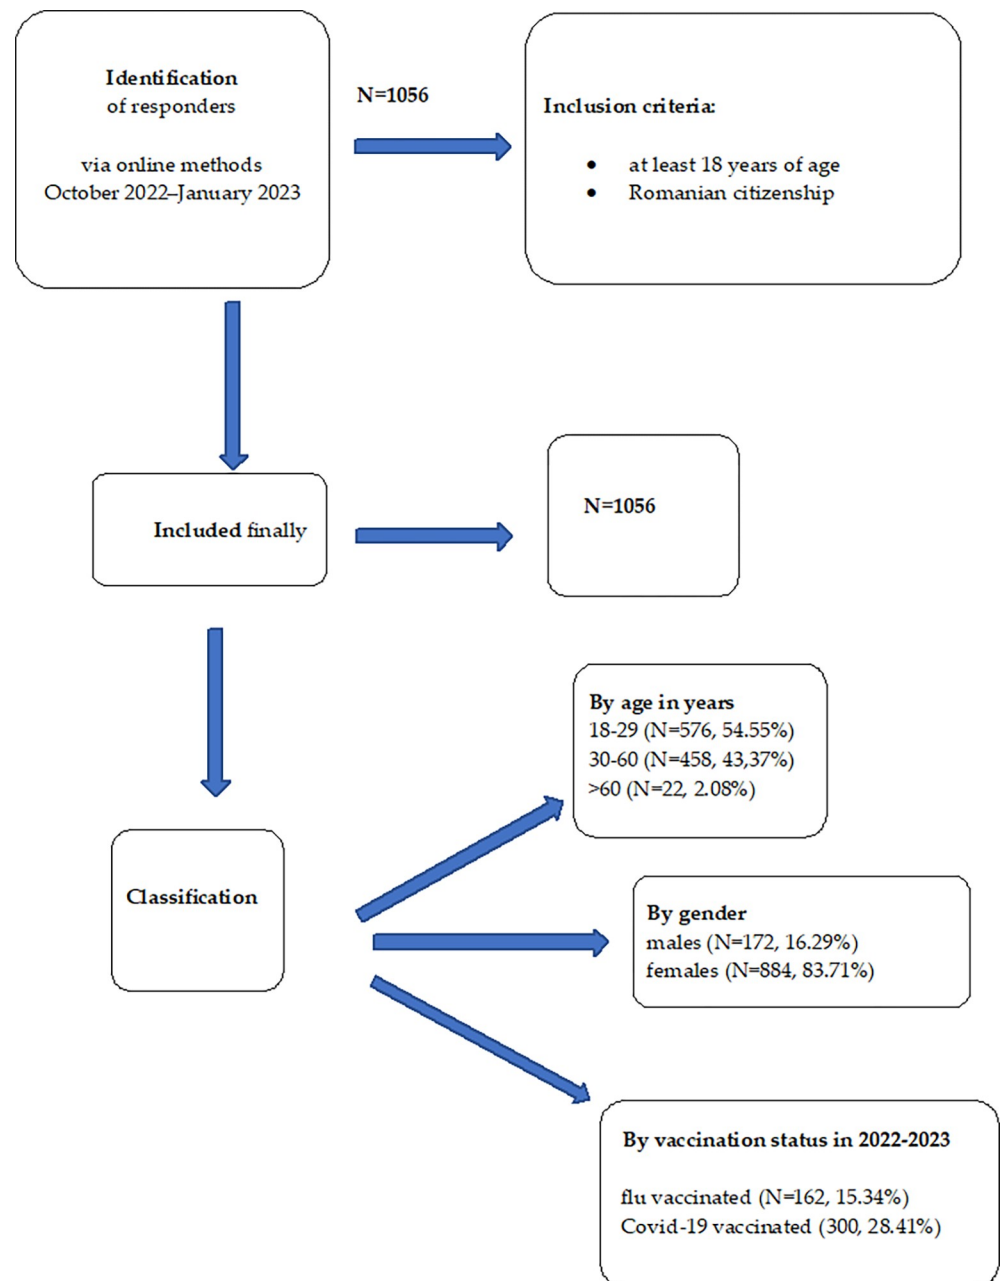 Identification
of responders
via online methods
October 2022–January 2023
N=1056
Inclusion criteria:
• at least 18 years of age
• Romanian citizenship
Included finally
N=1056
Classification
By age in years
18-29 (N=576, 54.55%)
30-60 (N=458, 43,37%)
>60 (N=22, 2.08%)
By gender
males (N=172, 16.29%)
females (N=884, 83.71%)
By vaccination status in 2022-2023
flu vaccinated (N=162, 15.34%)
Covid-19 vaccinated (300, 28.41%)